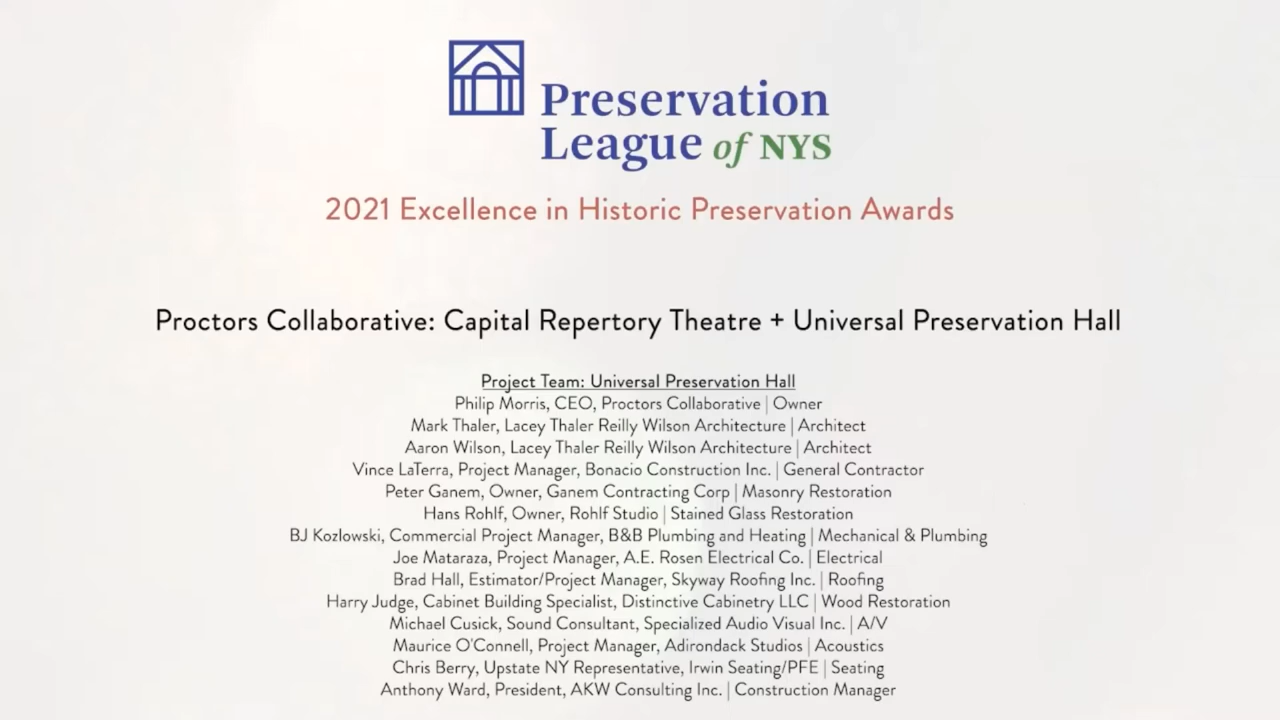 Preservation
League of NYS
2021 Excellence in Historic Preservation Awards
Proctors Collaborative: Capital Repertory Theatre + Universal Preservation Hall
Project Team: Universal Preservation Hall
Philip Morris, CEO, Proctors Collaborative | Owner
Mark Thaler, Lacey Thaler Reilly Wilson Architecture | Architect
Aaron Wilson, Lacey Thaler Reilly Wilson Architecture | Architect
Vince LaTerra, Project Manager, Bonacio Construction Inc. | General Contractor
Peter Ganem, Owner, Ganem Contracting Corp | Masonry Restoration
Hans Rohlf, Owner, Rohlf Studio | Stained Glass Restoration
BJ Kozlowski, Commercial Project Manager, B&B Plumbing and Heating | Mechanical & Plumbing
Joe Mataraza, Project Manager, A.E. Rosen Electrical Co. | Electrical
Brad Hall, Estimator/Project Manager, Skyway Roofing Inc. | Roofing
Harry Judge, Cabinet Building Specialist, Distinctive Cabinetry LLC | Wood Restoration
Michael Cusick, Sound Consultant, Specialized Audio Visual Inc. | A/V
Maurice O'Connell, Project Manager, Adirondack Studios | Acoustics
Chris Berry, Upstate NY Representative, Irwin Seating/PFE | Seating
Anthony Ward, President, AKW Consulting Inc. | Construction Manager